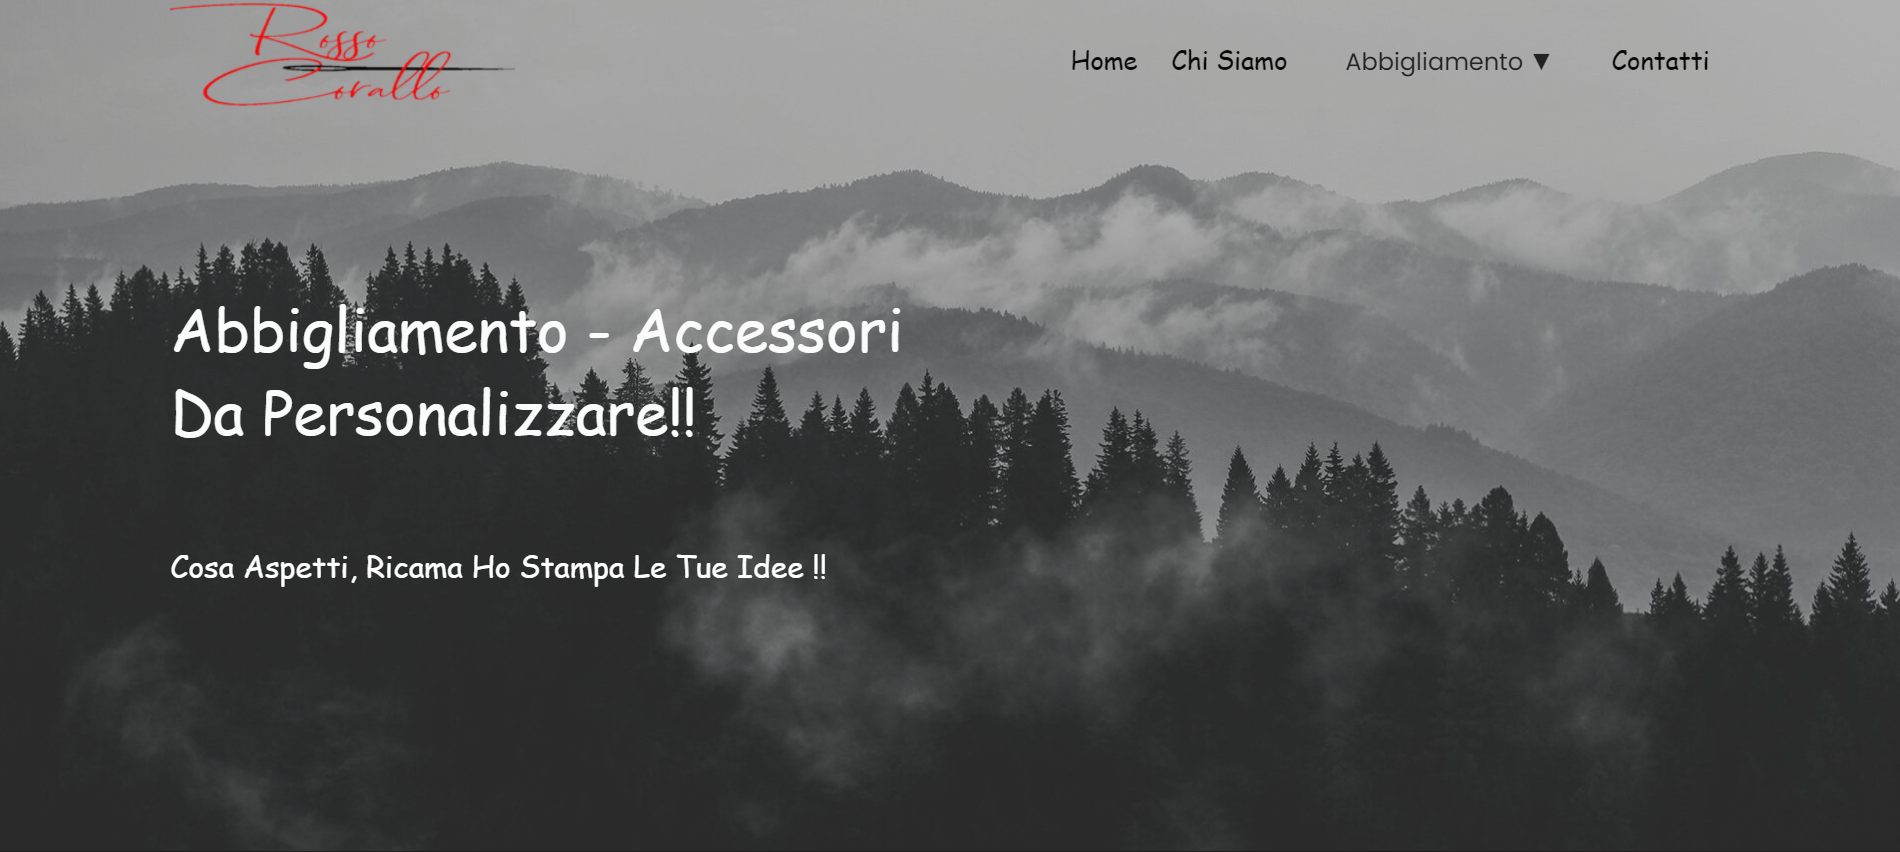 Rosso
Corallo
Home Chi Siamo Abbigliamento ▼ Contatti
Abbigliamento - Accessori
Da Personalizzare!!
Cosa Aspetti, Ricama Ho Stampa Le Tue Idee !!